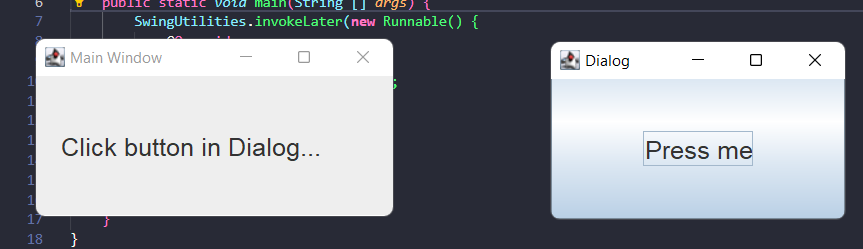 6 public static void main(String [] args) {
7 SwingUtilities.invokeLater(new Runnable() {
Main Window
Dialog
;
Click button in Dialog...
Press me
17 }
18 }